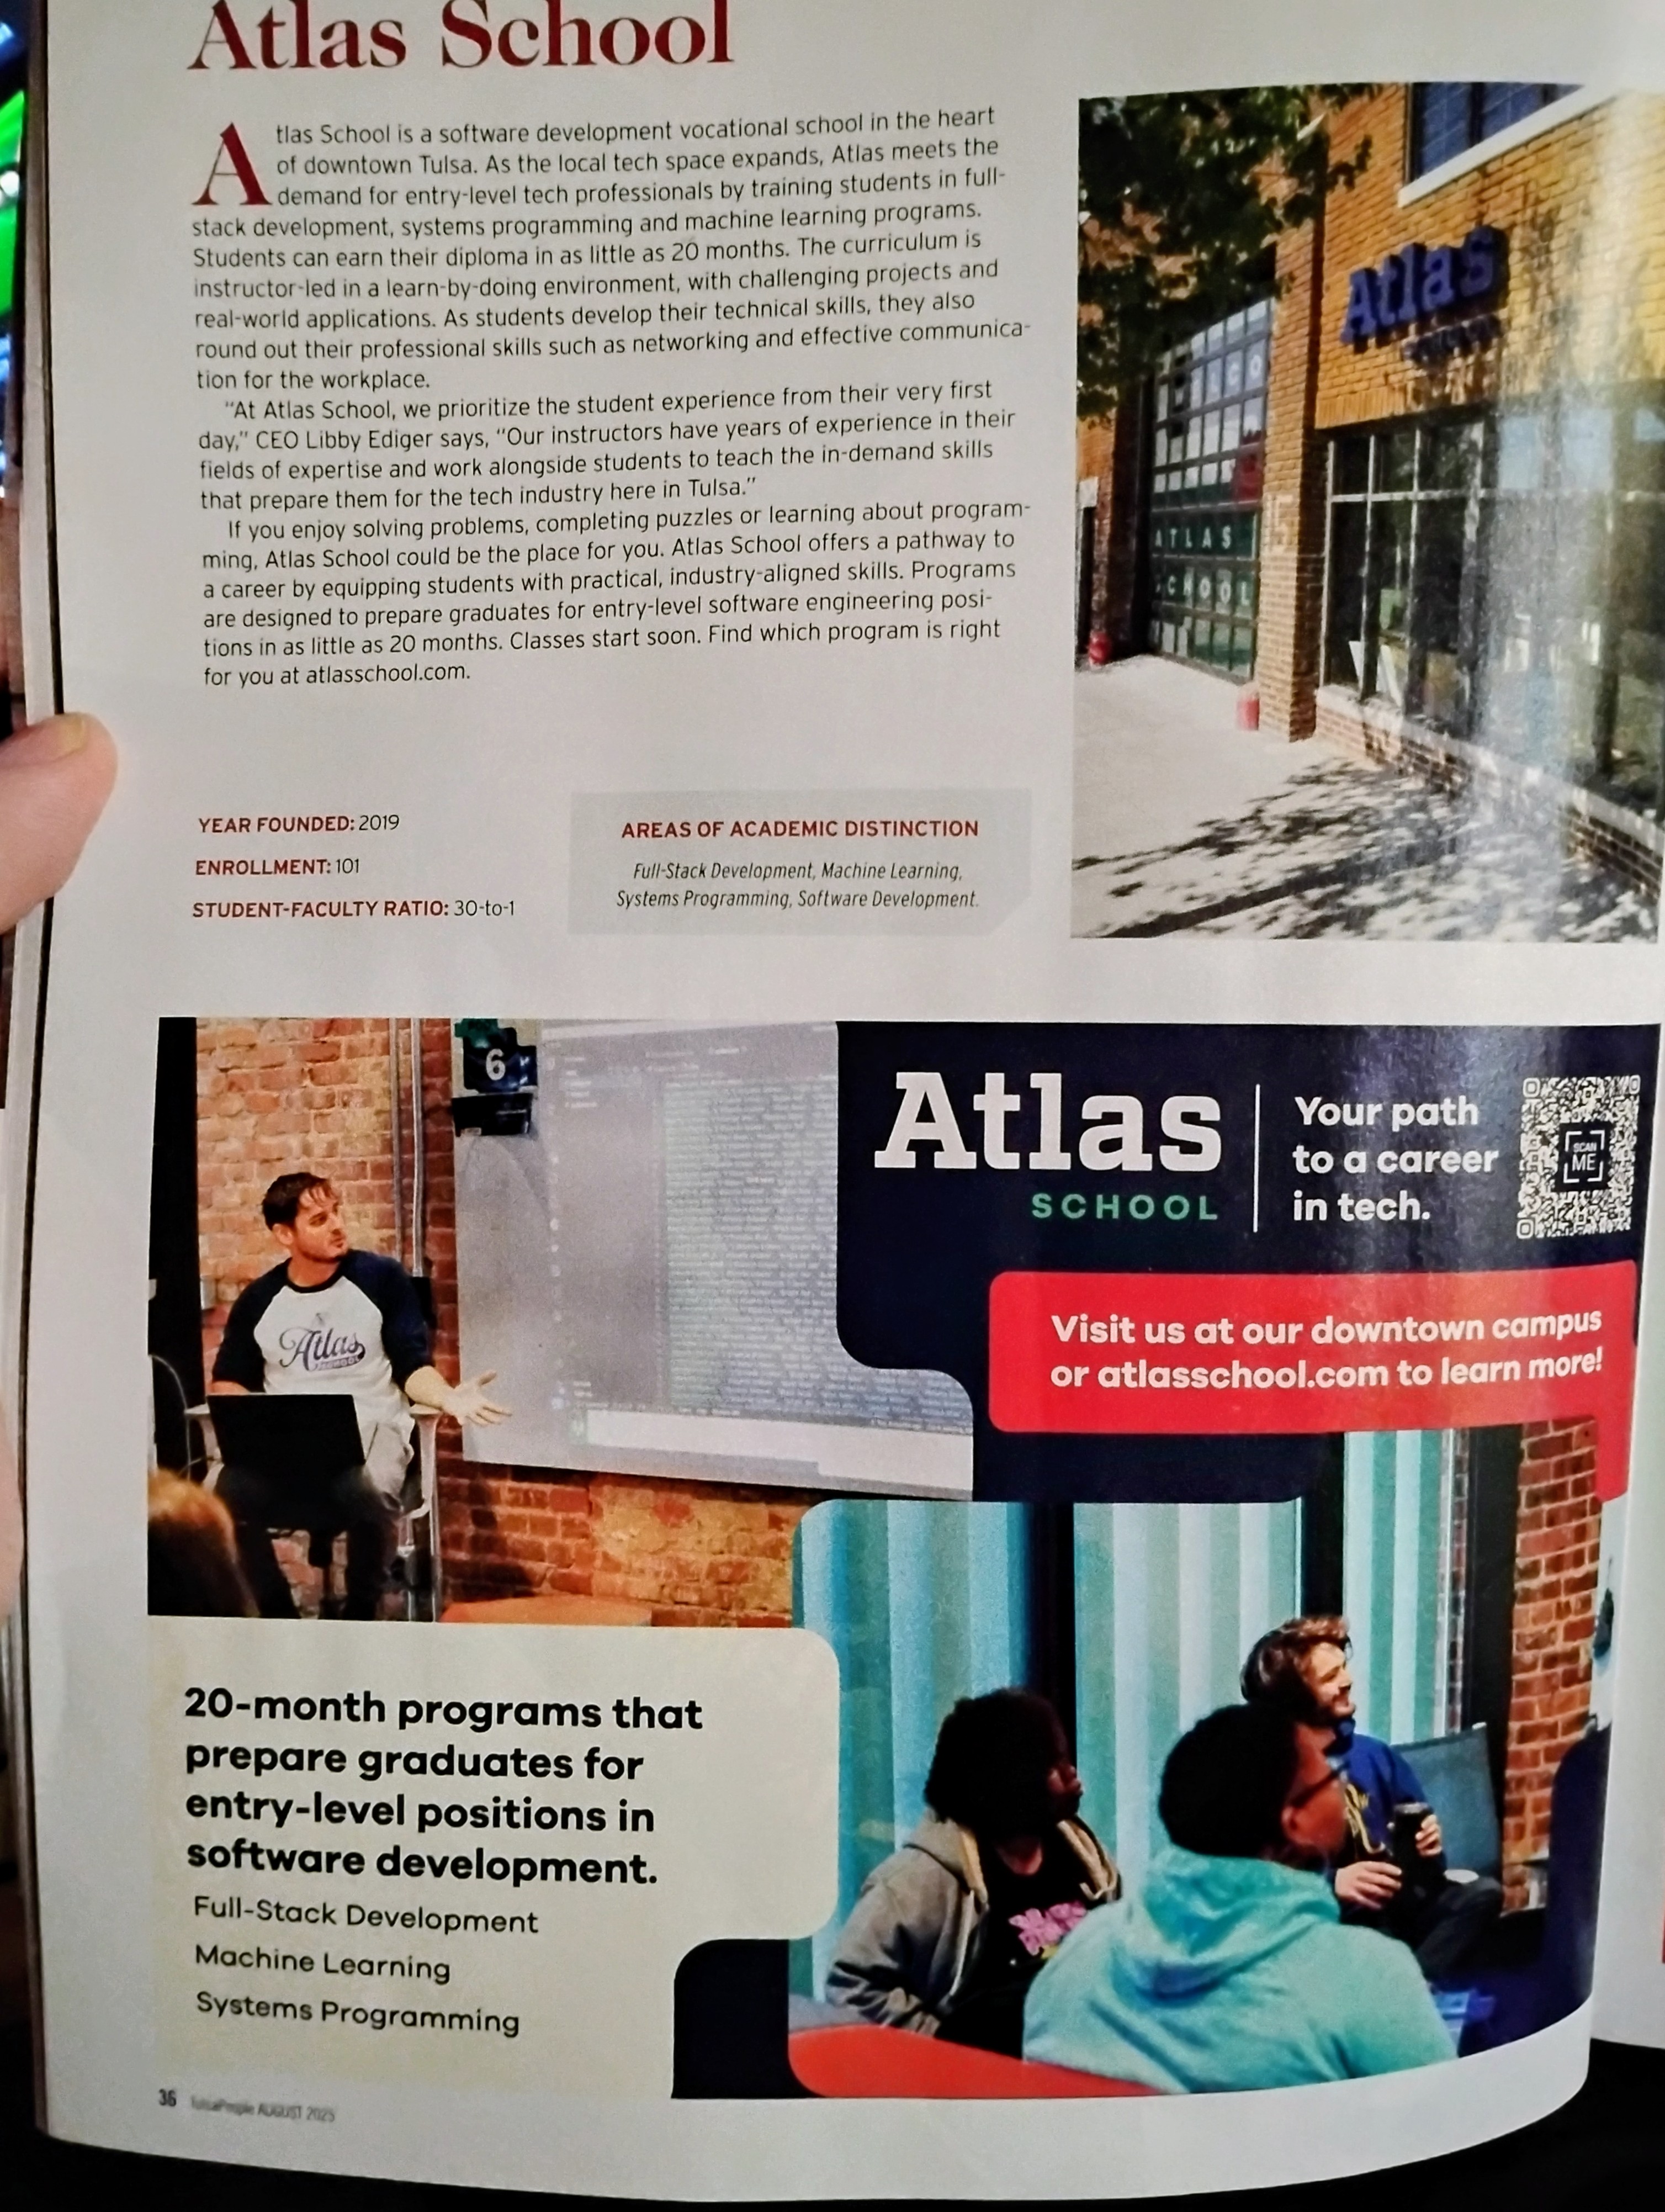 Atlas School
Atlas School is a software development vocational school in the heart
of downtown Tulsa. As the local tech space expands, Atlas meets the
demand for entry-level tech professionals by training students in full-
stack development, systems programming and machine learning programs.
Students can earn their diploma in as little as 20 months. The curriculum is
instructor-led in a learn-by-doing environment, with challenging projects and
real-world applications. As students develop their technical skills, they also
round out their professional skills such as networking and effective communica-
tion for the workplace.
"At Atlas School, we prioritize the student experience from their very first
day," CEO Libby Ediger says, "Our instructors have years of experience in their
fields of expertise and work alongside students to teach the in-demand skills
that prepare them for the tech industry here in Tulsa."
If you enjoy solving problems, completing puzzles or learning about program-
ming, Atlas School could be the place for you. Atlas School offers a pathway to
a career by equipping students with practical, industry-aligned skills. Programs
are designed to prepare graduates for entry-level software engineering posi-
tions in as little as 20 months. Classes start soon. Find which program is right
for you at atlasschool.com.
YEAR FOUNDED: 2019
ENROLLMENT: 101
STUDENT-FACULTY RATIO: 30-to-1
AREAS OF ACADEMIC DISTINCTION
Full-Stack Development, Machine Learning,
Systems Programming, Software Development.
Atlas
ATLAS
SCHOOL
6
Atlas
SCHOOL
Atlas
SCHOOL
Your path
to a career
in tech.
SCAN
ME
Visit us at our downtown campus
or atlasschool.com to learn more!
20-month programs that
prepare graduates for
entry-level positions in
software development.
Full-Stack Development
Machine Learning
Systems Programming
36 TulsaPeople AUGUST 2025